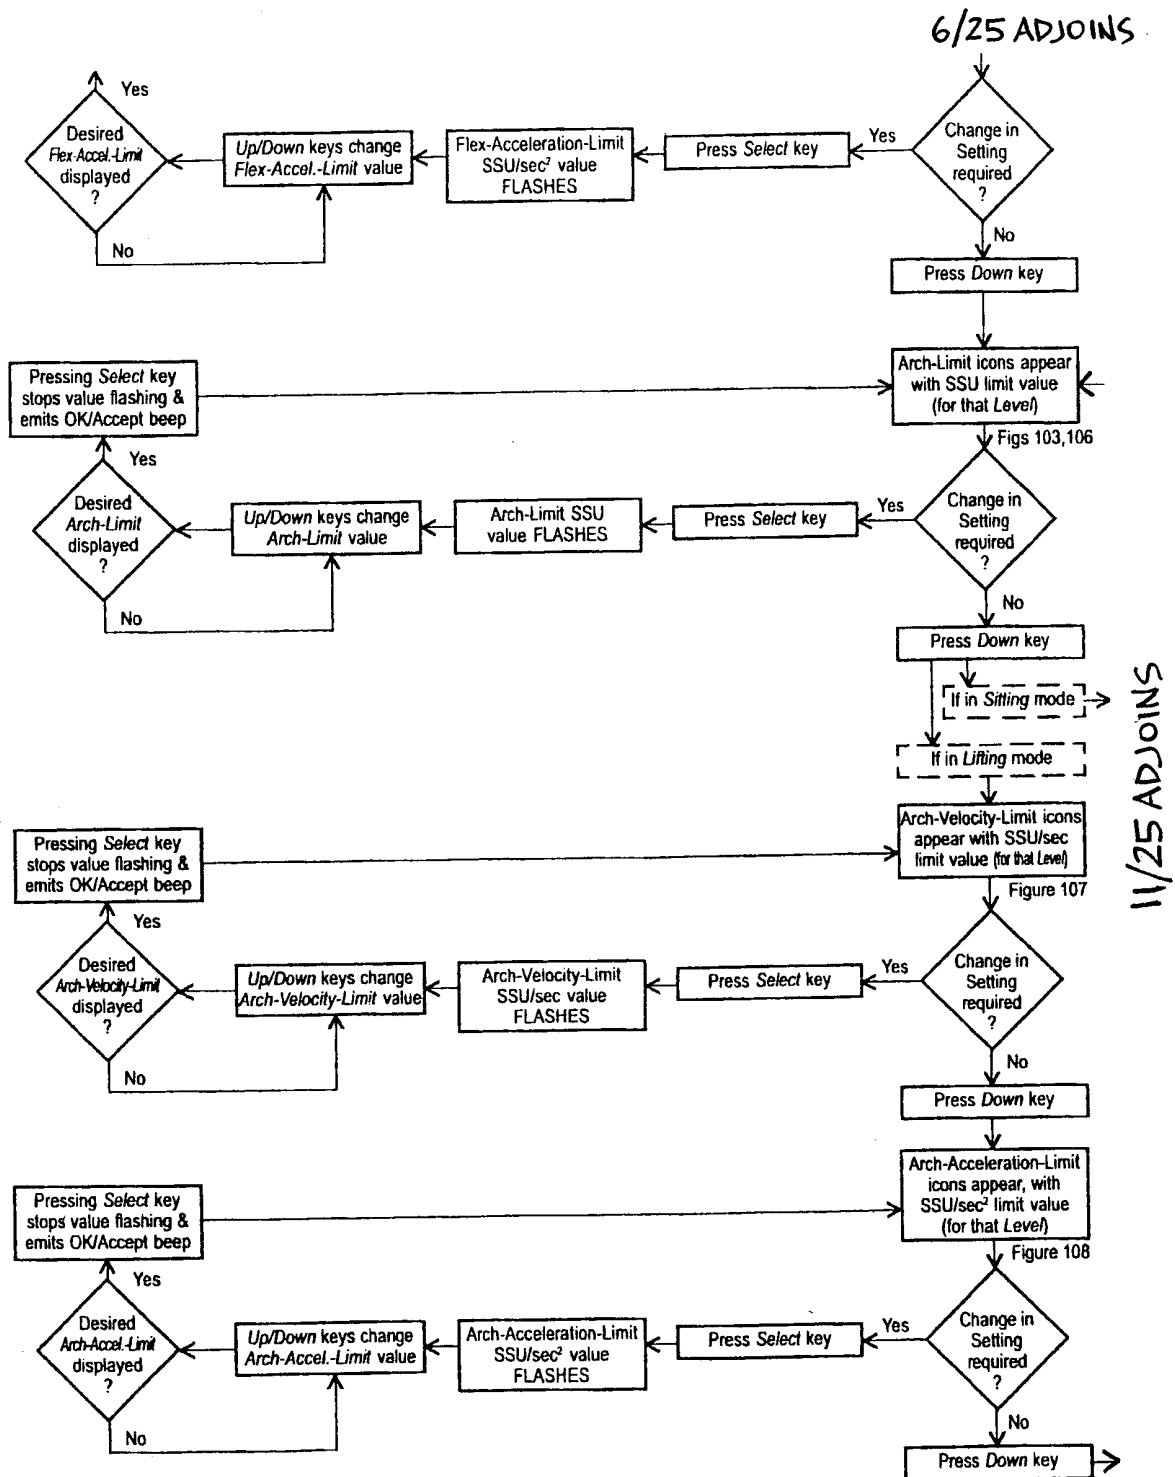 6/25 ADJOINS
Yes
Desired
Flex-Accel.-Limit
displayed
?
No
Up/Down keys change
Flex-Accel.-Limit value
Flex-Acceleration-Limit
SSU/sec² value
FLASHES
Press Select key
Yes
Change in
Setting
required
?
No
Press Down key
Pressing Select key
stops value flashing &
emits OK/Accept beep
Arch-Limit icons appear
with SSU limit value
(for that Level)
Figs 103,106
Yes
Desired
Arch-Limit
displayed
?
No
Up/Down keys change
Arch-Limit value
Arch-Limit SSU
value FLASHES
Press Select key
Yes
Change in
Setting
required
?
No
Press Down key
If in Sitting mode
If in Lifting mode
11/25 ADJOINS
Pressing Select key
stops value flashing &
emits OK/Accept beep
Arch-Velocity-Limit icons
appear with SSU/sec
limit value (for that Level)
Figure 107
Yes
Desired
Arch-Velocity-Limit
displayed
?
No
Up/Down keys change
Arch-Velocity-Limit value
Arch-Velocity-Limit
SSU/sec value
FLASHES
Press Select key
Yes
Change in
Setting
required
?
No
Press Down key
Pressing Select key
stops value flashing &
emits OK/Accept beep
Arch-Acceleration-Limit
icons appear, with
SSU/sec² limit value
(for that Level)
Figure 108
Yes
Desired
Arch-Accel.-Limit
displayed
?
No
Up/Down keys change
Arch-Accel.-Limit value
Arch-Acceleration-Limit
SSU/sec² value
FLASHES
Press Select key
Yes
Change in
Setting
required
?
No
Press Down key